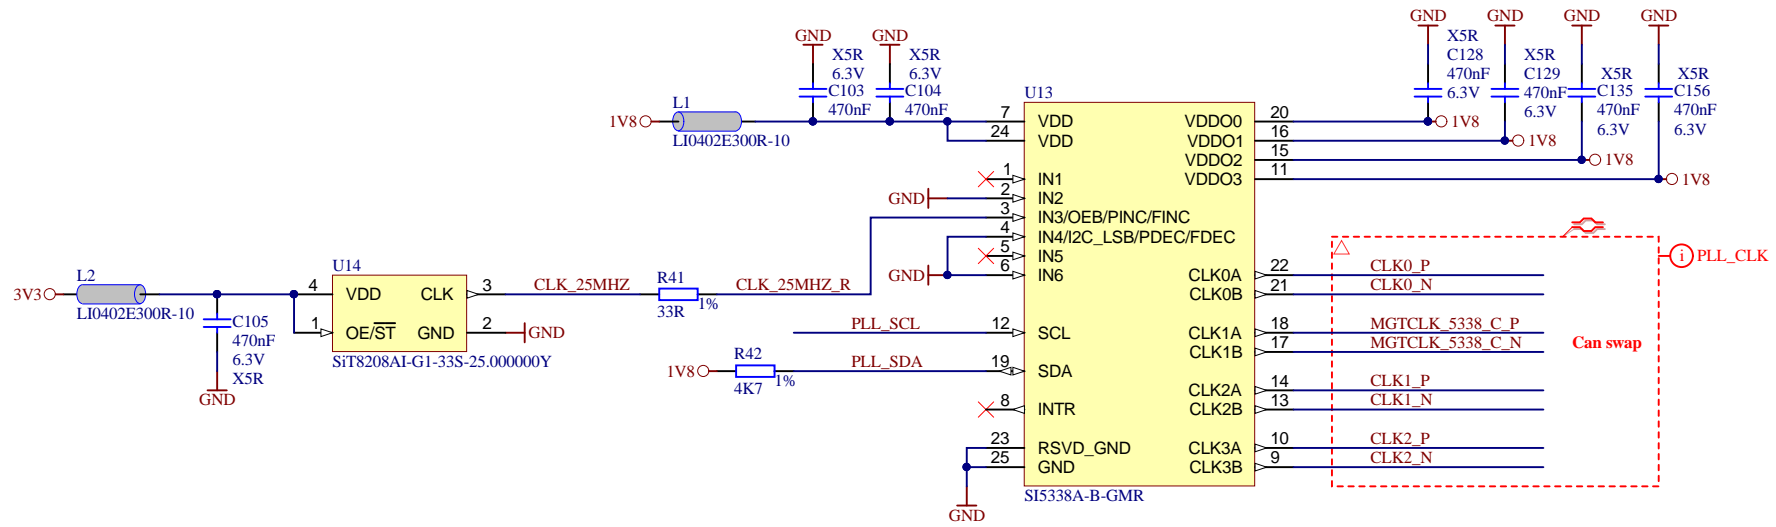 GND
GND
GND
GND
GND
GND
X5R
6.3V
C103
470nF
X5R
6.3V
C104
470nF
X5R
C128
470nF
6.3V
X5R
C129
470nF
6.3V
X5R
C135
470nF
6.3V
X5R
C156
470nF
6.3V
L1
1V8
LI0402E300R-10
U13
7 VDD
24 VDD
1 IN1
GND 2 IN2
3 IN3/OEB/PINC/FINC
4 IN4/I2C_LSB/PDEC/FDEC
5 IN5
GND 6 IN6
12 SCL
19 SDA
8 INTR
23 RSVD_GND
25 GND
GND
SI5338A-B-GMR
VDDO0 20 1V8
VDDO1 16 1V8
VDDO2 15 1V8
VDDO3 11 1V8
CLK0A 22 CLK0_P
CLK0B 21 CLK0_N
CLK1A 18 MGTCLK_5338_C_P
CLK1B 17 MGTCLK_5338_C_N
CLK2A 14 CLK1_P
CLK2B 13 CLK1_N
CLK3A 10 CLK2_P
CLK3B 9 CLK2_N
Can swap
i PLL_CLK
L2
3V3
LI0402E300R-10
C105
470nF
6.3V
X5R
GND
U14
4 VDD CLK 3
1 OE/ST GND 2 GND
SiT8208AI-G1-33S-25.000000Y
CLK_25MHZ
R41
33R
1%
CLK_25MHZ_R
PLL_SCL
1V8
R42
4K7
1%
PLL_SDA